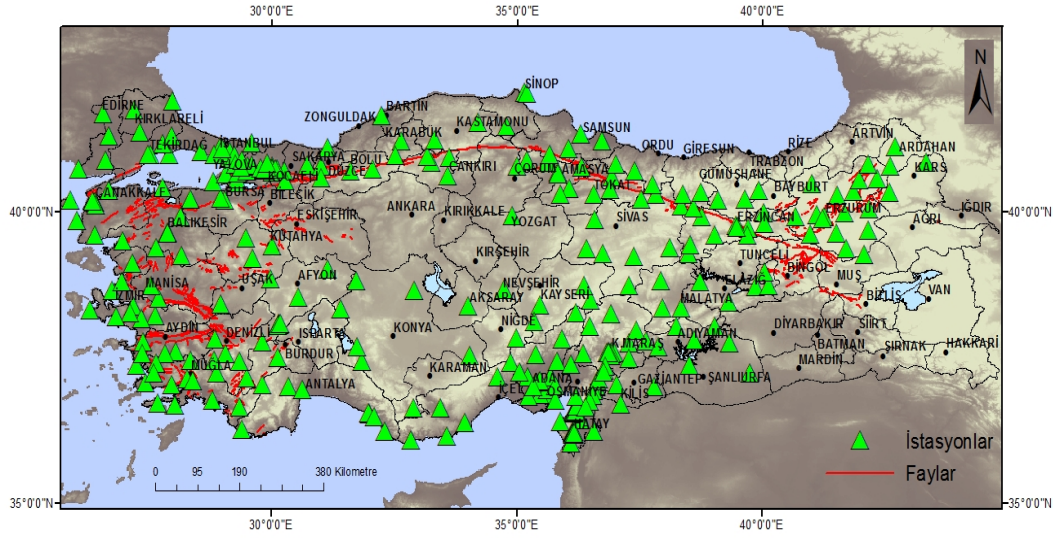 30°0'0"E 35°0'0"E 40°0'0"E
N
SİNOP
EDİRNE
KIRKLARELİ
BARTIN
ZONGULDAK
KASTAMONU
KARABÜK
SAMSUN
ARTVİN
TEKİRDAĞ
İSTANBUL
ORDU
GİRESUN
RİZE
ARDAHAN
TRABZON
YALOVA
SAKARYA
BOLU
ÇANKIRI
DÜZCE
KOCAELİ
ÇORUM
AMASYA
GÜMÜŞHANE
KARS
TOKAT
BAYBURT
ÇANAKKALE
BURSA
BİLEÇİK
ANKARA
KIRIKKALE
ERZURUM
IĞDIR
40°0'0"N 40°0'0"N
BALIKESİR
ESKİŞEHİR
YOZGAT
SİVAS
ERZİNCAN
AĞRI
KÜTAHYA
KIRŞEHİR
TUNCELİ
BİNGÖL
MUŞ
MANİSA
UŞAK
AFYON
NEVŞEHİR
ELAZIĞ
VAN
İZMİR
AKSARAY
KAYSERİ
MALATYA
BİTLİS
AYDIN
DENİZLİ
ISPARTA
KONYA
NİĞDE
ADIYAMAN
DİYARBAKIR
SİİRT
BURDUR
K.MARAŞ
BATMAN
ŞIRNAK
HAKKARİ
MUĞLA
KARAMAN
MARDİN
ANTALYA
İÇEL
ADANA
OSMANİYE
GAZİANTEP
ŞANLIURFA
KİLİS
HATAY
İstasyonlar
Faylar
0 95 190 380 Kilometre
35°0'0"N 35°0'0"N
30°0'0"E 35°0'0"E 40°0'0"E